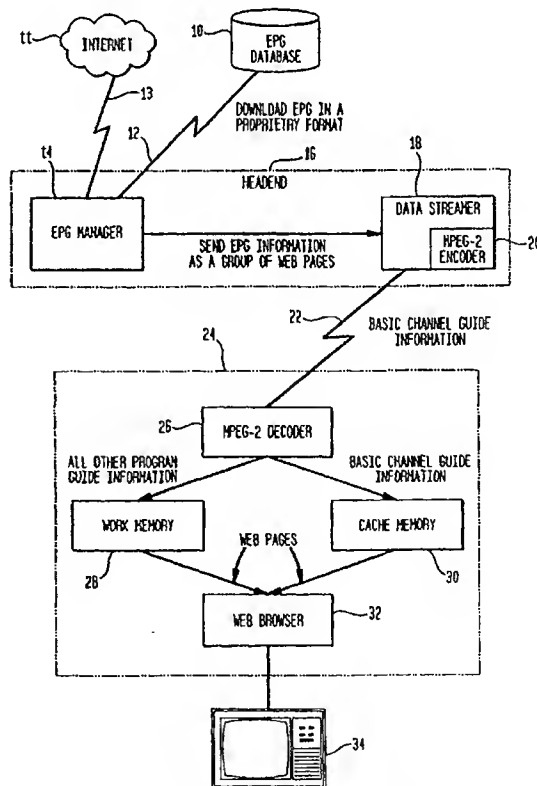 tt
INTERNET
10
EPG
DATABASE
13
12
DOWNLOAD EPG IN A
PROPRIETRY FORMAT
t4
16
HEADEND
18
EPG MANAGER
SEND EPG INFORMATION
AS A GROUP OF WEB PAGES
DATA STREAMER
MPEG-2
ENCODER
20
22
BASIC CHANNEL GUIDE
INFORMATION
24
26
MPEG-2 DECODER
ALL OTHER PROGRAM
GUIDE INFORMATION
BASIC CHANNEL GUIDE
INFORMATION
WORK MEMORY
WEB PAGES
CACHE MEMORY
28
30
WEB BROWSER
32
34